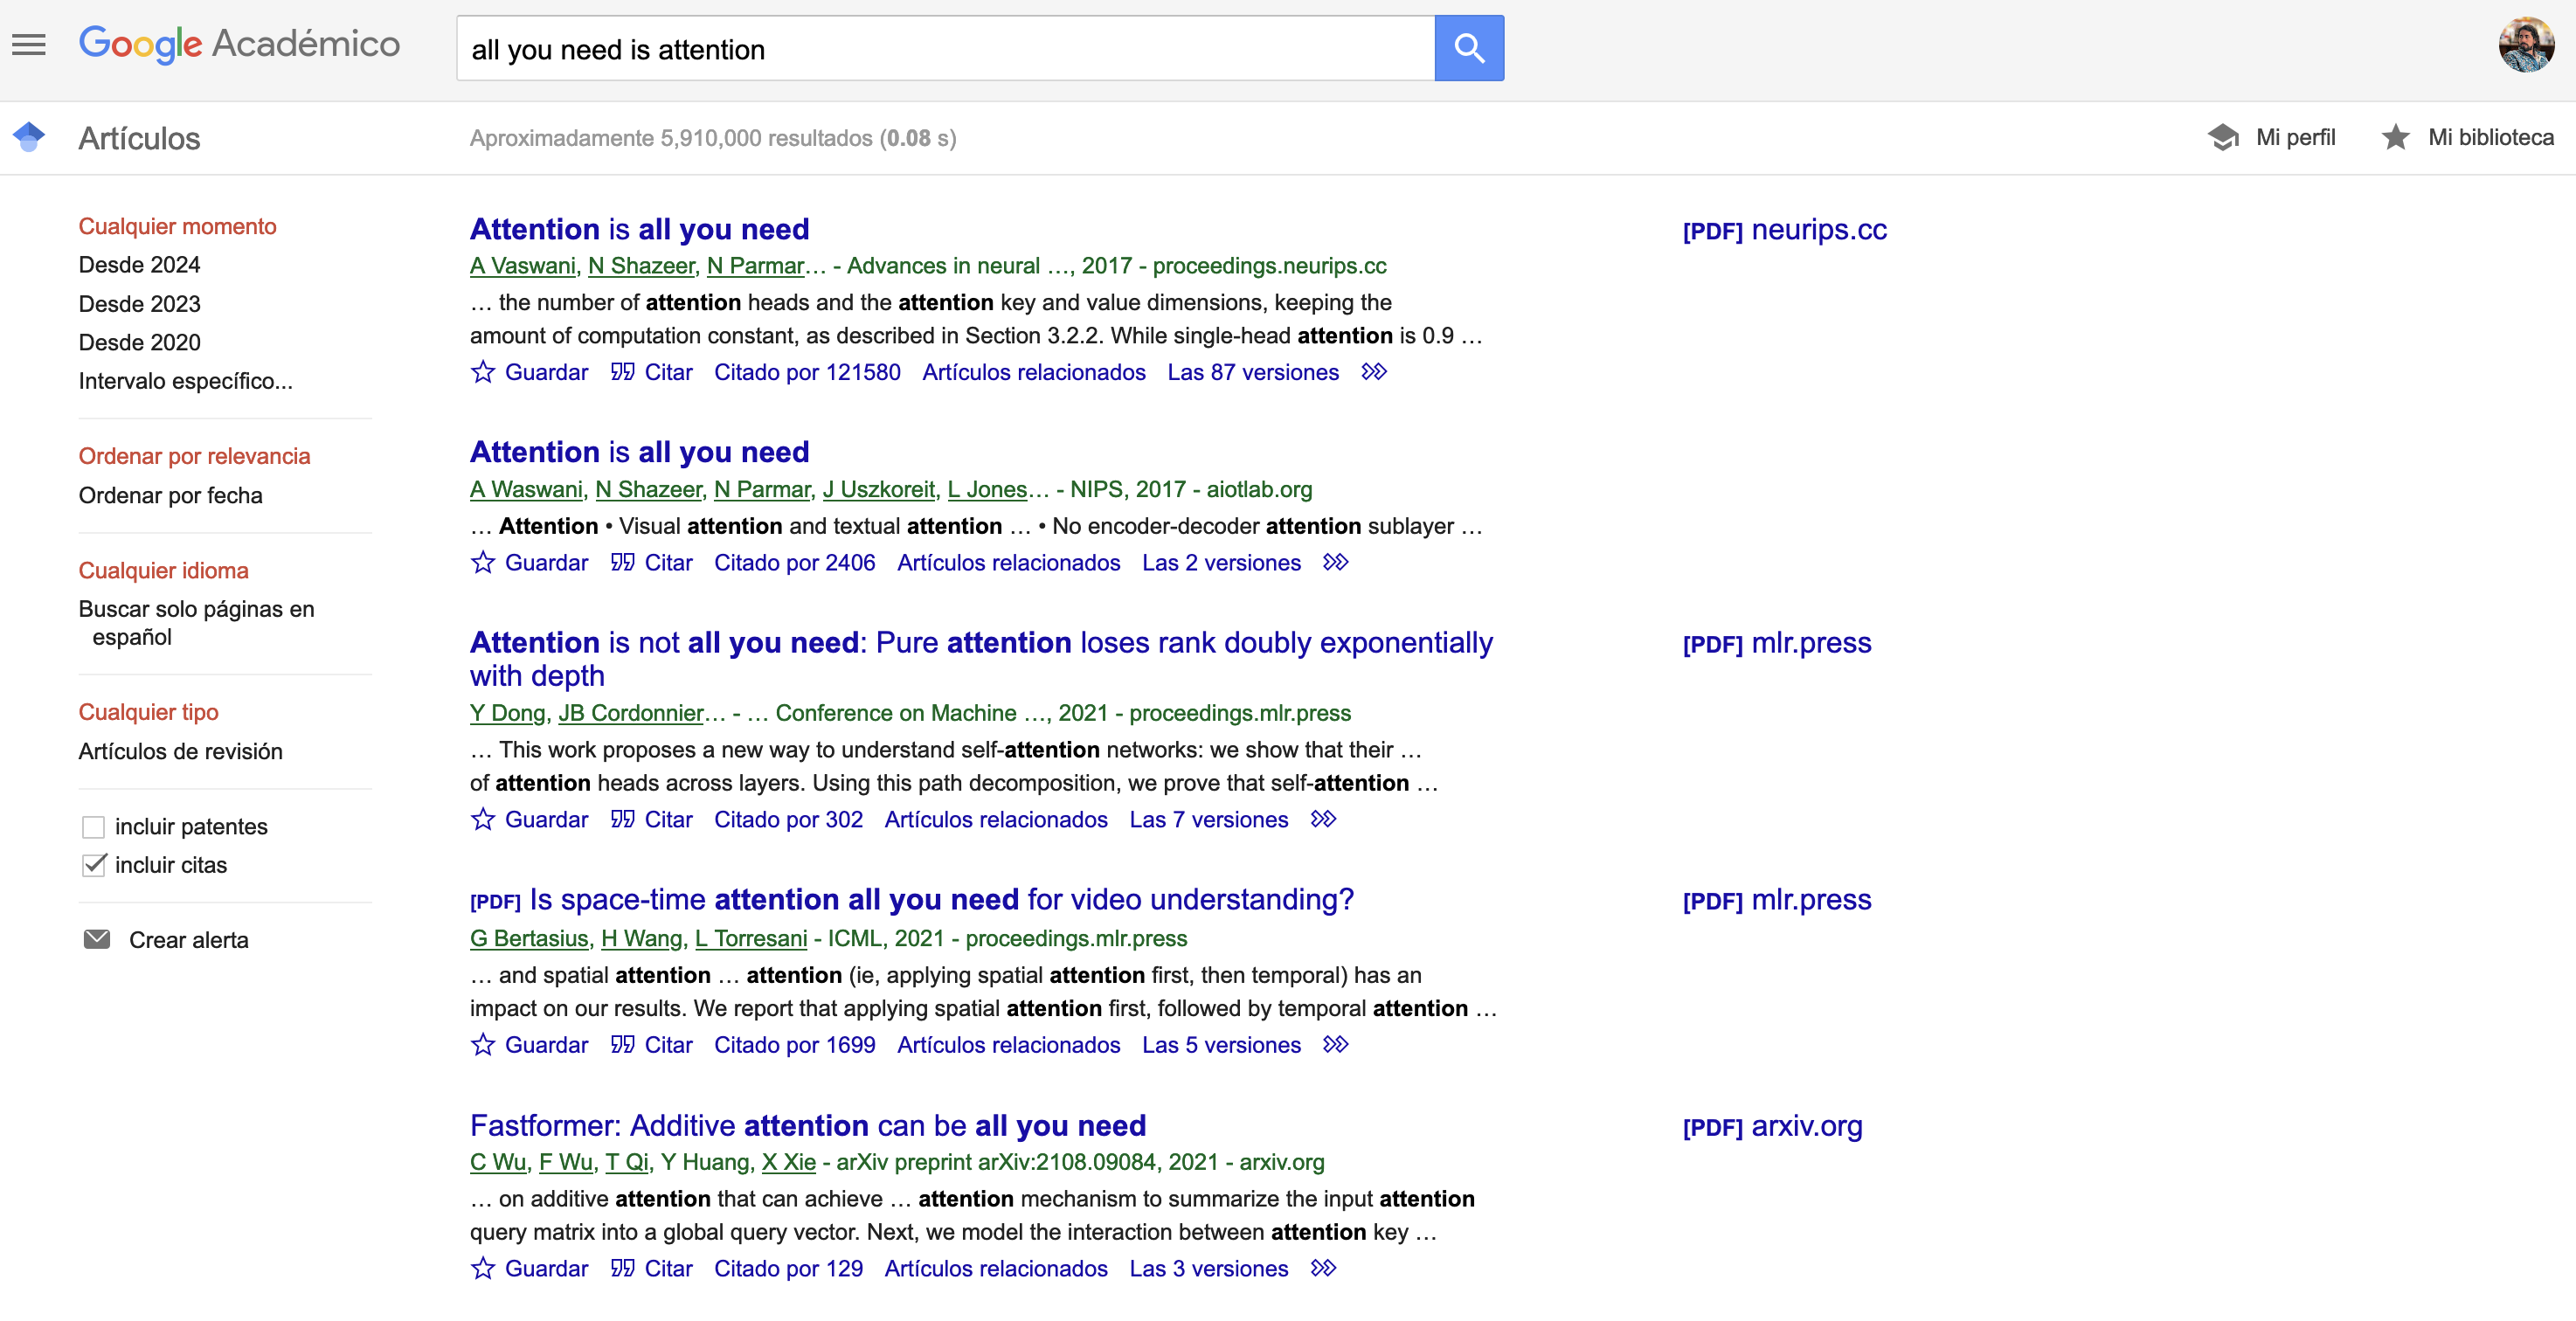 Google Académico
all you need is attention
Artículos
Aproximadamente 5,910,000 resultados (0.08 s)
Mi perfil
Mi biblioteca
Cualquier momento
Desde 2024
Desde 2023
Desde 2020
Intervalo específico...
Ordenar por relevancia
Ordenar por fecha
Cualquier idioma
Buscar solo páginas en
español
Cualquier tipo
Artículos de revisión
incluir patentes
incluir citas
Crear alerta
Attention is all you need
A Vaswani, N Shazeer, N Parmar… - Advances in neural …, 2017 - proceedings.neurips.cc
… the number of attention heads and the attention key and value dimensions, keeping the
amount of computation constant, as described in Section 3.2.2. While single-head attention is 0.9 …
Guardar Citar Citado por 121580 Artículos relacionados Las 87 versiones
[PDF] neurips.cc
Attention is all you need
A Waswani, N Shazeer, N Parmar, J Uszkoreit, L Jones… - NIPS, 2017 - aiotlab.org
… Attention • Visual attention and textual attention … • No encoder-decoder attention sublayer …
Guardar Citar Citado por 2406 Artículos relacionados Las 2 versiones
Attention is not all you need: Pure attention loses rank doubly exponentially
with depth
Y Dong, JB Cordonnier… - … Conference on Machine …, 2021 - proceedings.mlr.press
… This work proposes a new way to understand self-attention networks: we show that their …
of attention heads across layers. Using this path decomposition, we prove that self-attention …
Guardar Citar Citado por 302 Artículos relacionados Las 7 versiones
[PDF] mlr.press
[PDF] Is space-time attention all you need for video understanding?
G Bertasius, H Wang, L Torresani - ICML, 2021 - proceedings.mlr.press
… and spatial attention … attention (ie, applying spatial attention first, then temporal) has an
impact on our results. We report that applying spatial attention first, followed by temporal attention …
Guardar Citar Citado por 1699 Artículos relacionados Las 5 versiones
[PDF] mlr.press
Fastformer: Additive attention can be all you need
C Wu, F Wu, T Qi, Y Huang, X Xie - arXiv preprint arXiv:2108.09084, 2021 - arxiv.org
… on additive attention that can achieve … attention mechanism to summarize the input attention
query matrix into a global query vector. Next, we model the interaction between attention key …
Guardar Citar Citado por 129 Artículos relacionados Las 3 versiones
[PDF] arxiv.org